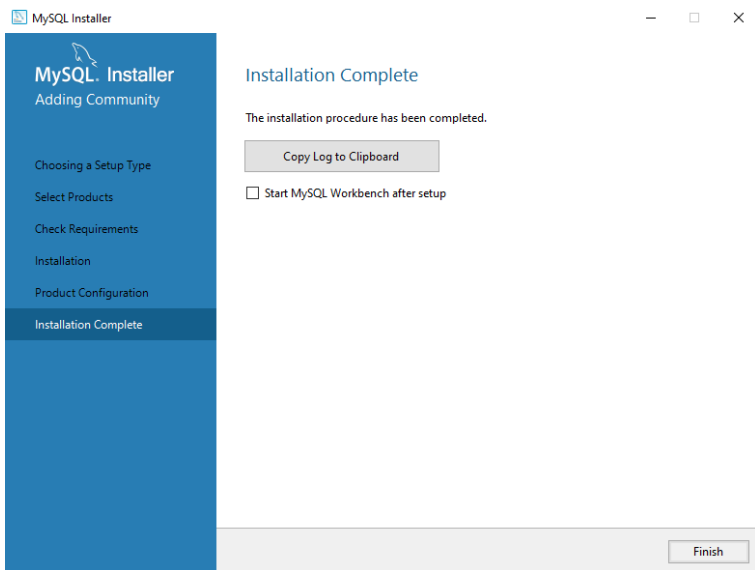 MySQL Installer
MySQL. Installer
Adding Community
Choosing a Setup Type
Select Products
Check Requirements
Installation
Product Configuration
Installation Complete
Installation Complete
The installation procedure has been completed.
Copy Log to Clipboard
Start MySQL Workbench after setup
Finish